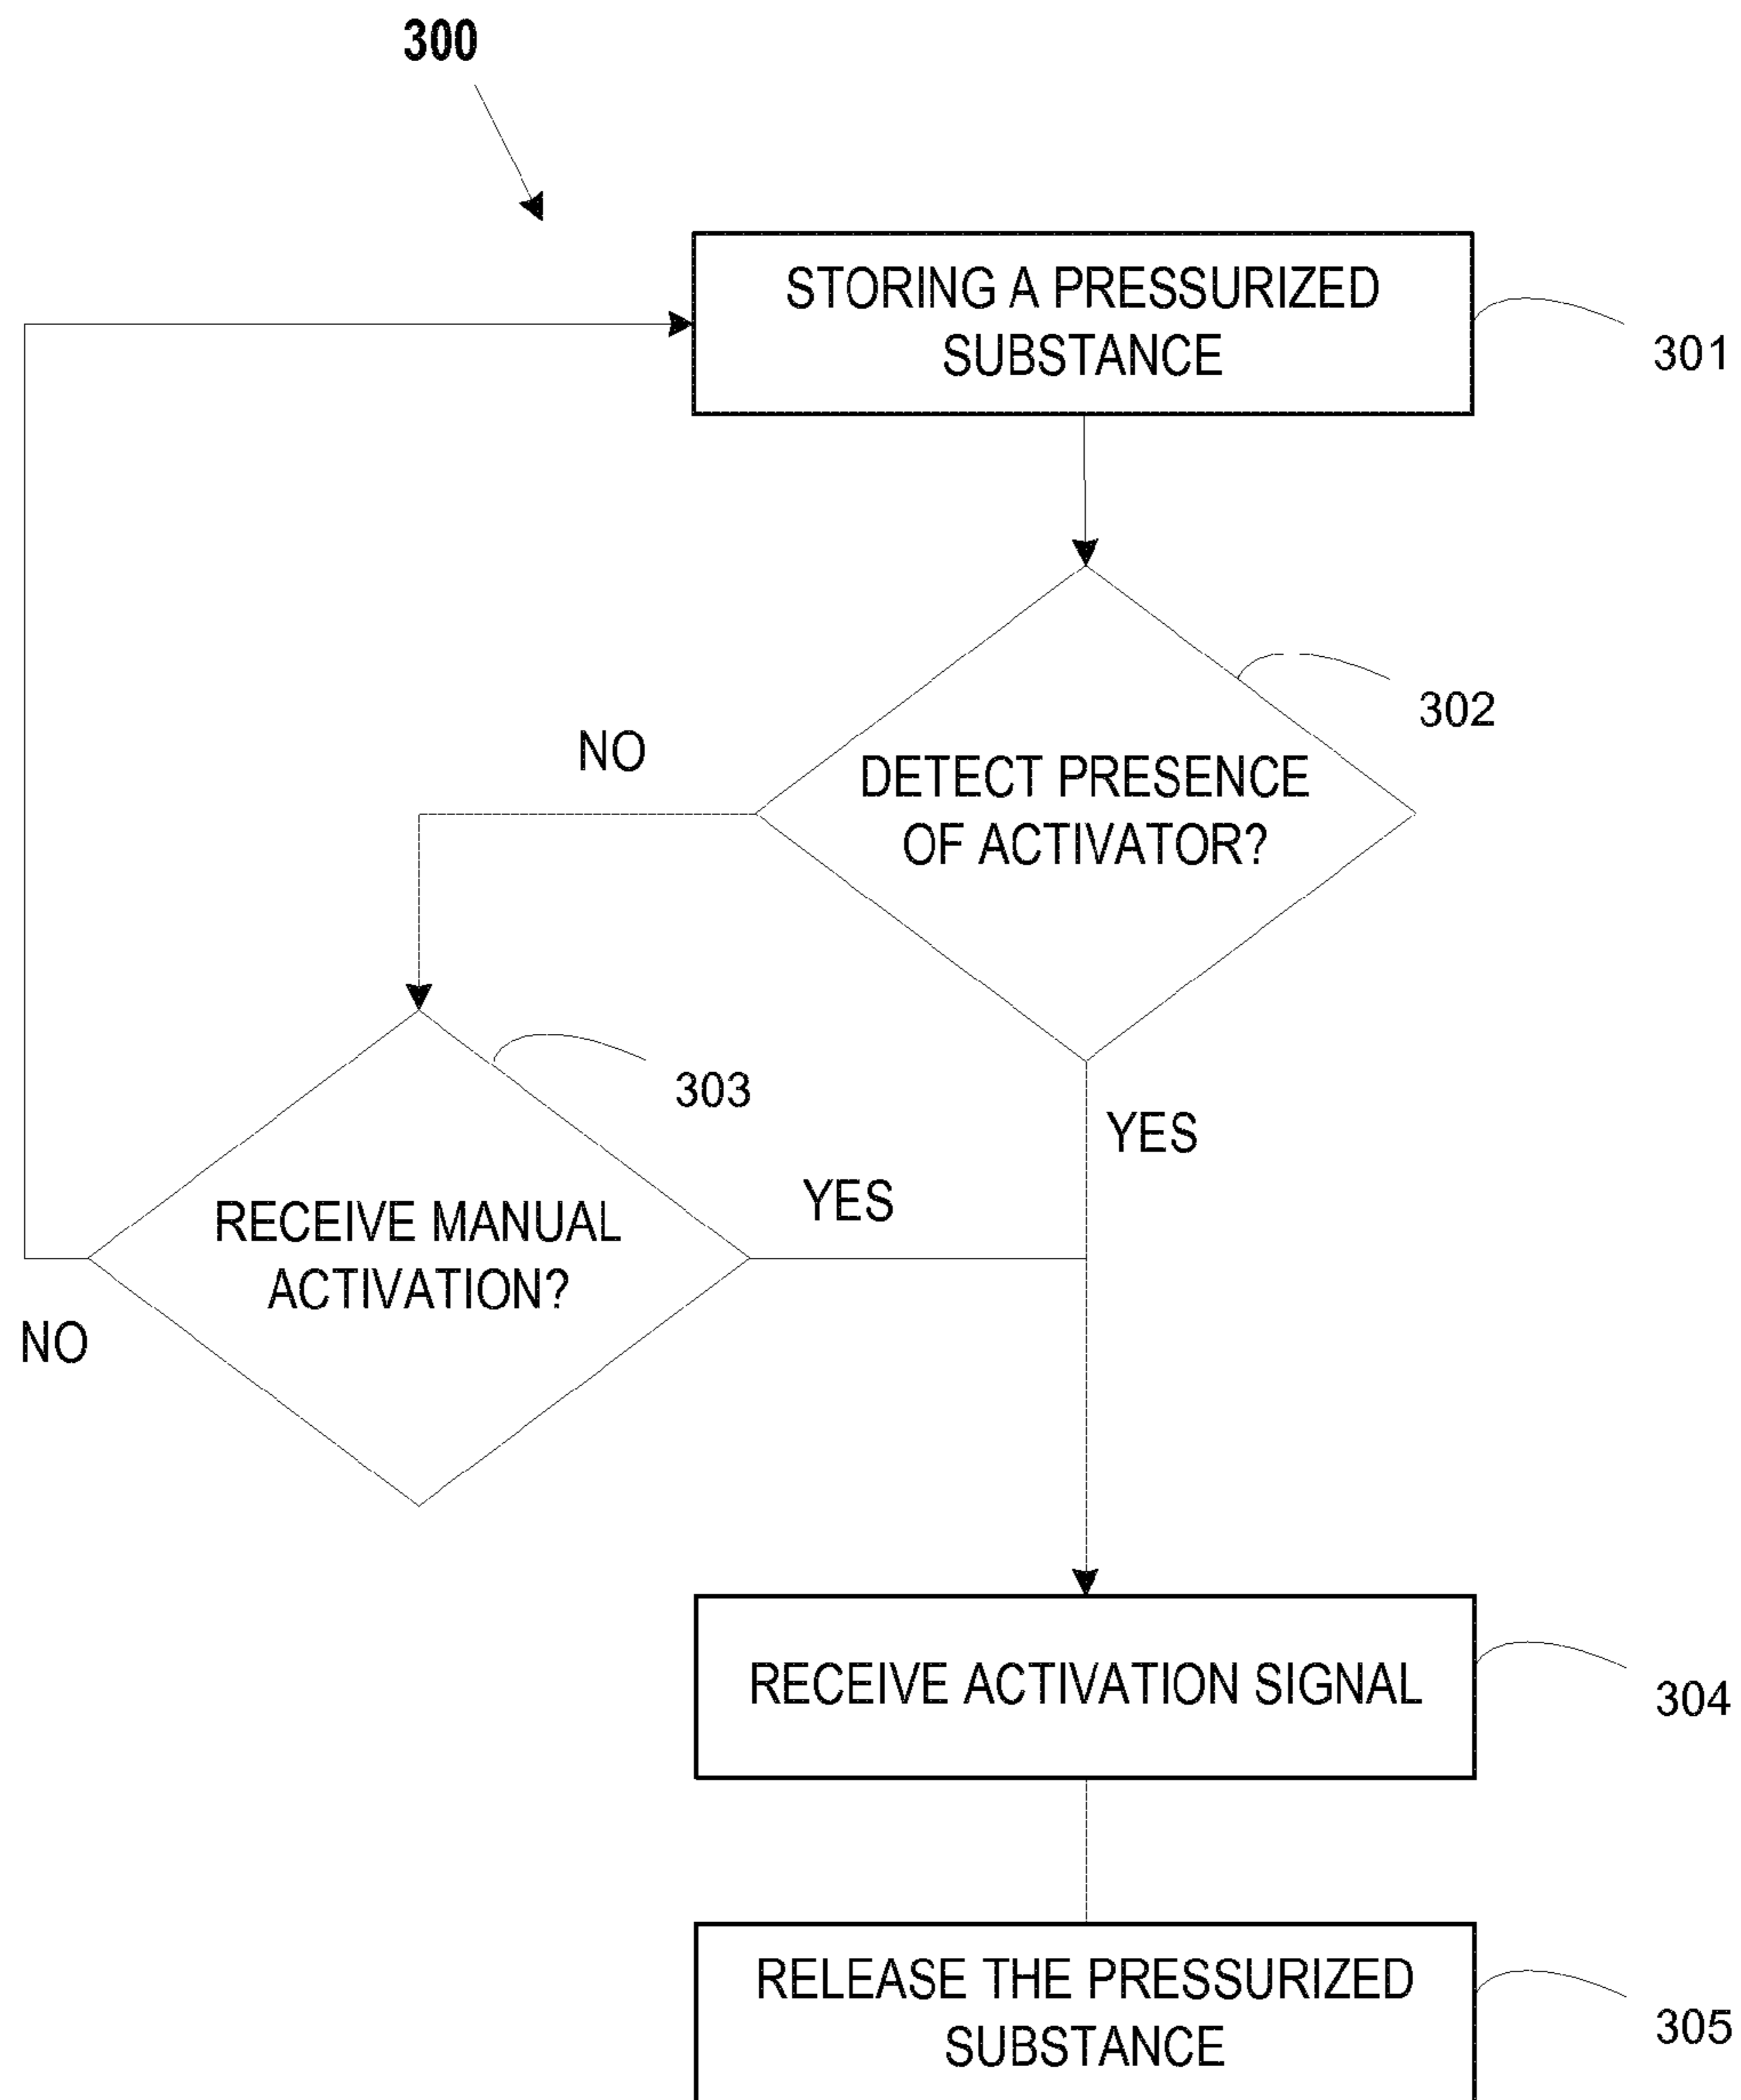 300
STORING A PRESSURIZED
SUBSTANCE
301
302
NO
DETECT PRESENCE
OF ACTIVATOR?
303
YES
YES
RECEIVE MANUAL
ACTIVATION?
NO
RECEIVE ACTIVATION SIGNAL
304
RELEASE THE PRESSURIZED
SUBSTANCE
305